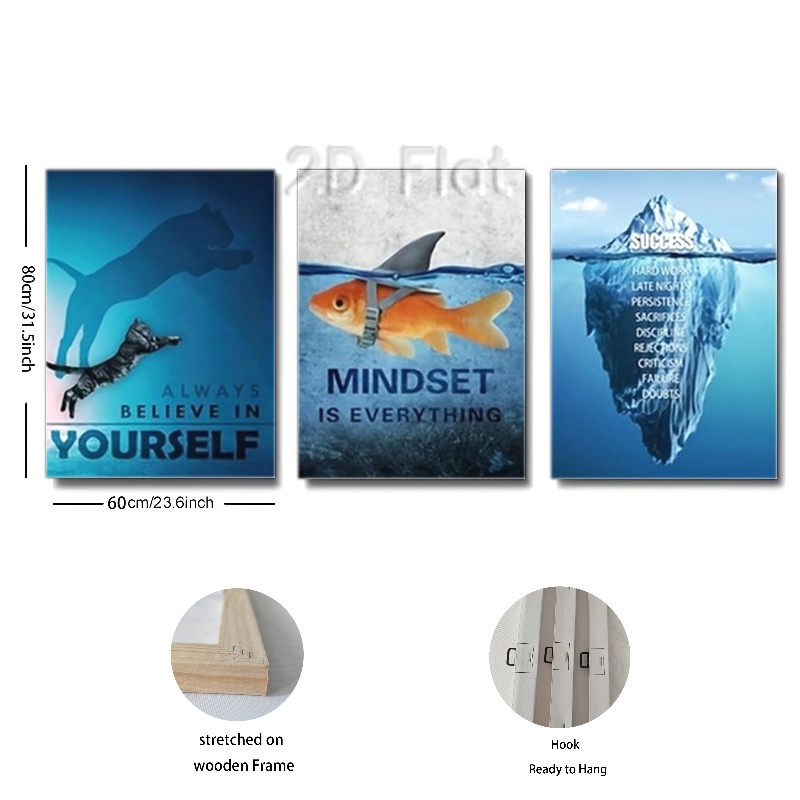 2D Flat
80cm/31.5inch
ALWAYS
BELIEVE IN
YOURSELF
MINDSET
IS EVERYTHING
SUCCESS
HARD WORK
LATE NIGHTS
PERSISTENCE
SACRIFICES
DISCIPLINE
REJECTIONS
CRITICISM
FAILURE
DOUBTS
60cm/23.6inch
stretched on
wooden Frame
Hook
Ready to Hang